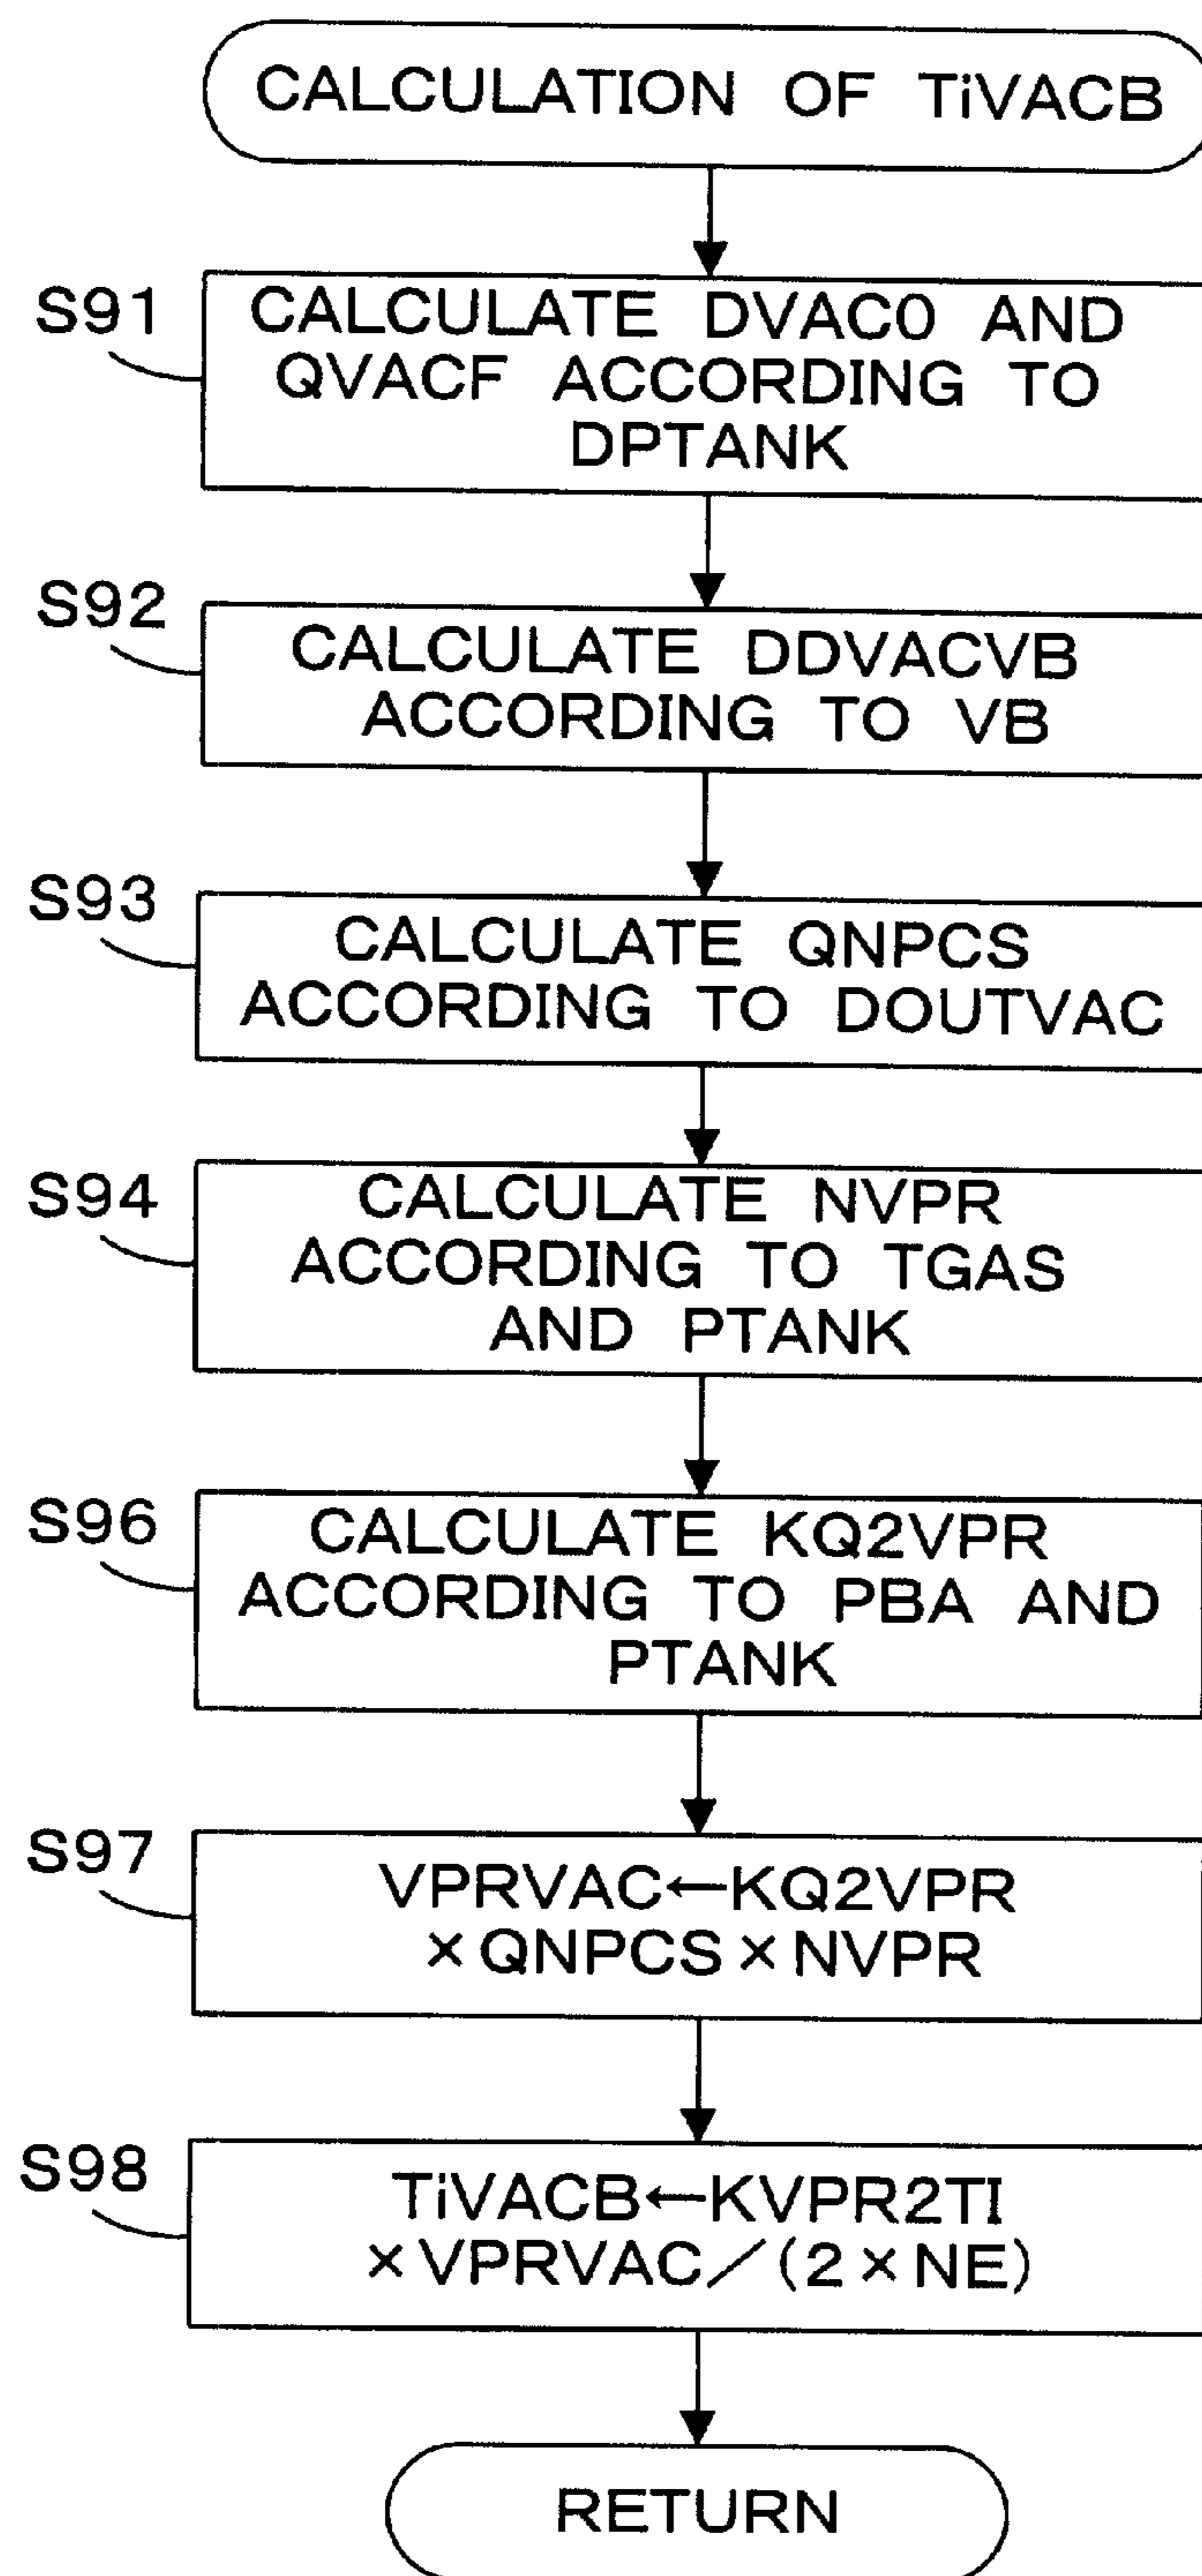 CALCULATION OF TiVACB
S91
CALCULATE DVACO AND
QVACF ACCORDING TO
DPTANK
S92
CALCULATE DDVACVB
ACCORDING TO VB
S93
CALCULATE QNPCS
ACCORDING TO DOUTVAC
S94
CALCULATE NVPR
ACCORDING TO TGAS
AND PTANK
S96
CALCULATE KQ2VPR
ACCORDING TO PBA AND
PTANK
S97
VPRVAC←KQ2VPR
×QNPCS×NVPR
S98
TiVACB←KVPR2TI
×VPRVAC/(2×NE)
RETURN